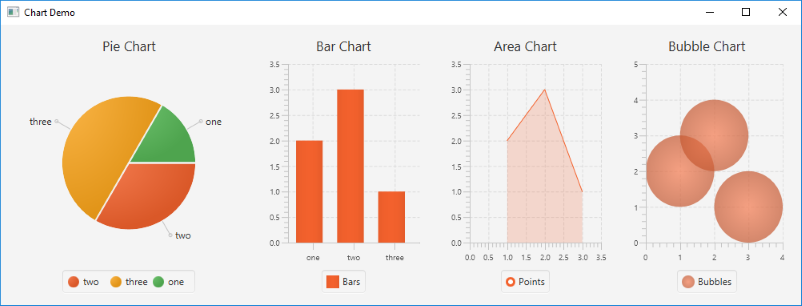 Chart Demo
Pie Chart
three
one
two
two three one
Bar Chart
3.5
3.0
2.5
2.0
1.5
1.0
0.5
0.0
one two three
Bars
Area Chart
3.5
3.0
2.5
2.0
1.5
1.0
0.5
0.0
0.0 0.5 1.0 1.5 2.0 2.5 3.0 3.5
Points
Bubble Chart
5
4
3
2
1
0
0 1 2 3 4
Bubbles